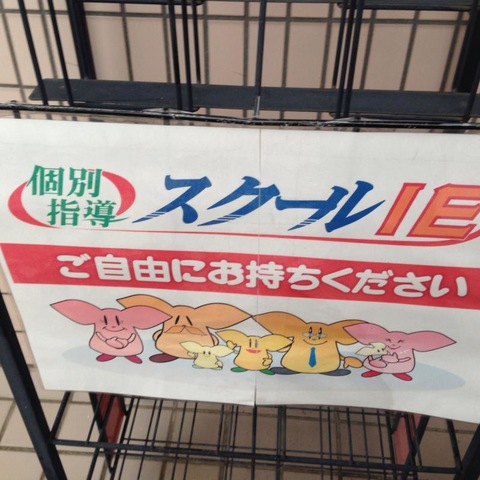 個別
指導
スクールIE
ご自由にお持ちください